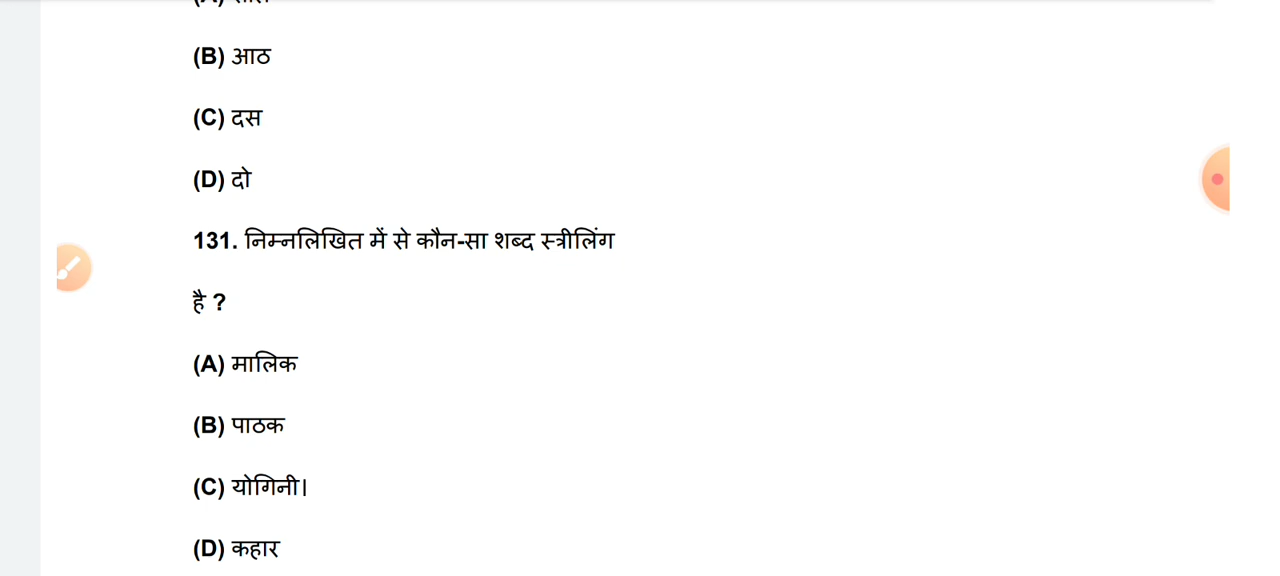 (B) आठ
(C) दस
(D) दो
131. निम्नलिखित में से कौन-सा शब्द स्त्रीलिंग
है ?
(A) मालिक
(B) पाठक
(C) योगिनी।
(D) कहार